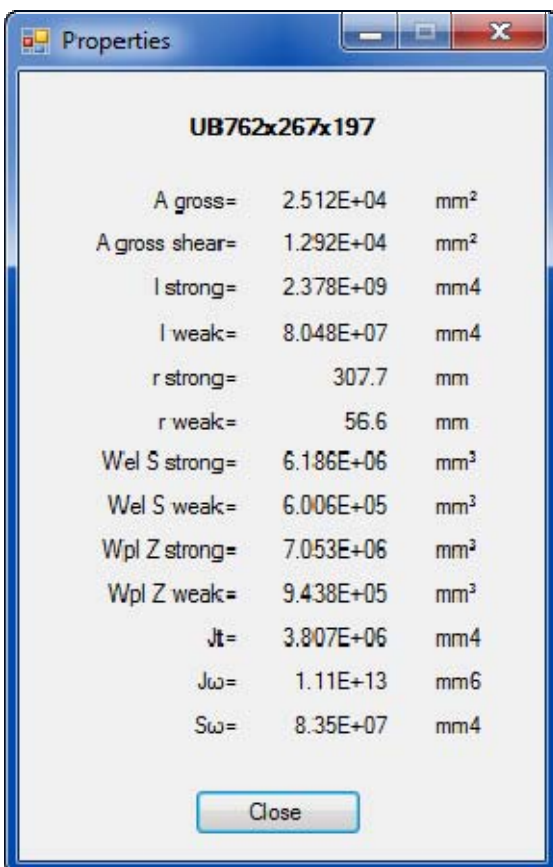 Properties
UB762x267x197
A gross= 2.512E+04 mm²
A gross shear= 1.292E+04 mm²
I strong= 2.378E+09 mm4
I weak= 8.048E+07 mm4
r strong= 307.7 mm
r weak= 56.6 mm
Wel S strong= 6.186E+06 mm³
Wel S weak= 6.006E+05 mm³
Wpl Z strong= 7.053E+06 mm³
Wpl Z weak= 9.438E+05 mm³
Jt= 3.807E+06 mm4
Jω= 1.11E+13 mm6
Sω= 8.35E+07 mm4
Close